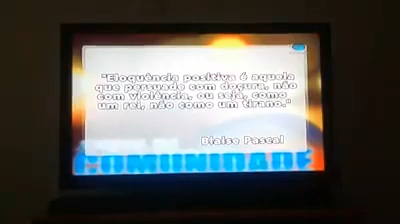 "Eloquência positiva é aquela
que persuade com doçura, não
com violência, ou seja, como
um rei, não como um tirano."
Blaise Pascal
COMUNIDADE